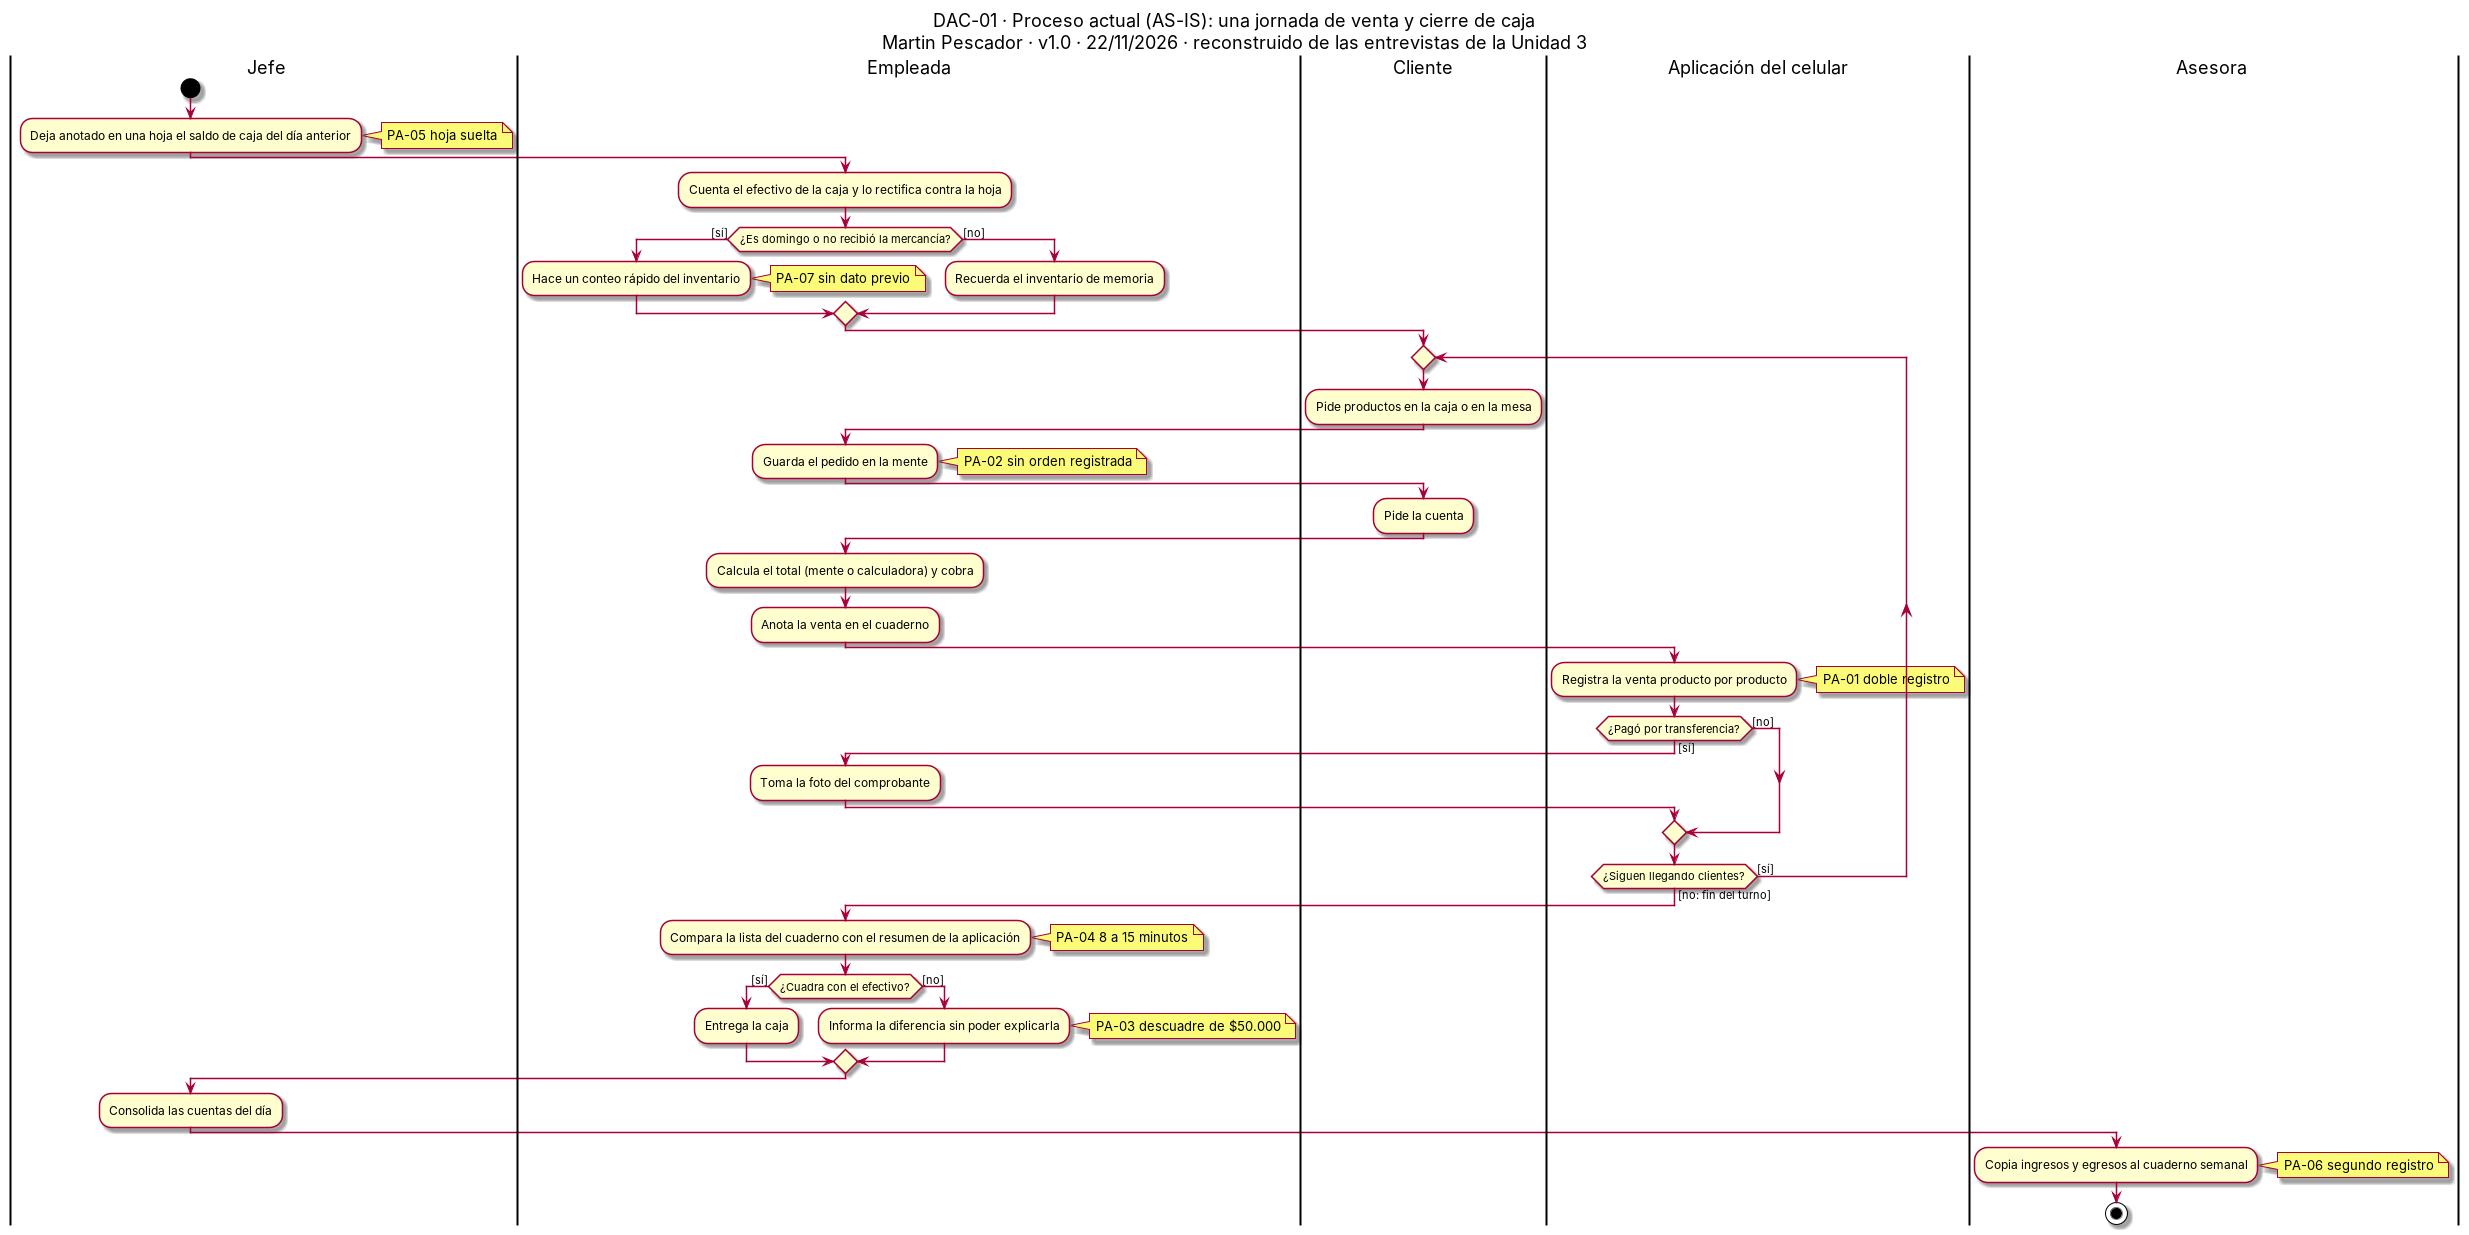 DAC-01 · Proceso actual (AS-IS): una jornada de venta y cierre de caja
Martin Pescador · v1.0 · 22/11/2026 · reconstruido de las entrevistas de la Unidad 3
Jefe
Empleada
Cliente
Aplicación del celular
Asesora
Deja anotado en una hoja el saldo de caja del día anterior
PA-05 hoja suelta
Cuenta el efectivo de la caja y lo rectifica contra la hoja
[sí]
¿Es domingo o no recibió la mercancía?
[no]
Hace un conteo rápido del inventario
PA-07 sin dato previo
Recuerda el inventario de memoria
Pide productos en la caja o en la mesa
Guarda el pedido en la mente
PA-02 sin orden registrada
Pide la cuenta
Calcula el total (mente o calculadora) y cobra
Anota la venta en el cuaderno
Registra la venta producto por producto
PA-01 doble registro
¿Pagó por transferencia?
[no]
[sí]
Toma la foto del comprobante
¿Siguen llegando clientes?
[sí]
[no: fin del turno]
Compara la lista del cuaderno con el resumen de la aplicación
PA-04 8 a 15 minutos
[sí]
¿Cuadra con el efectivo?
[no]
Entrega la caja
Informa la diferencia sin poder explicarla
PA-03 descuadre de $50.000
Consolida las cuentas del día
Copia ingresos y egresos al cuaderno semanal
PA-06 segundo registro